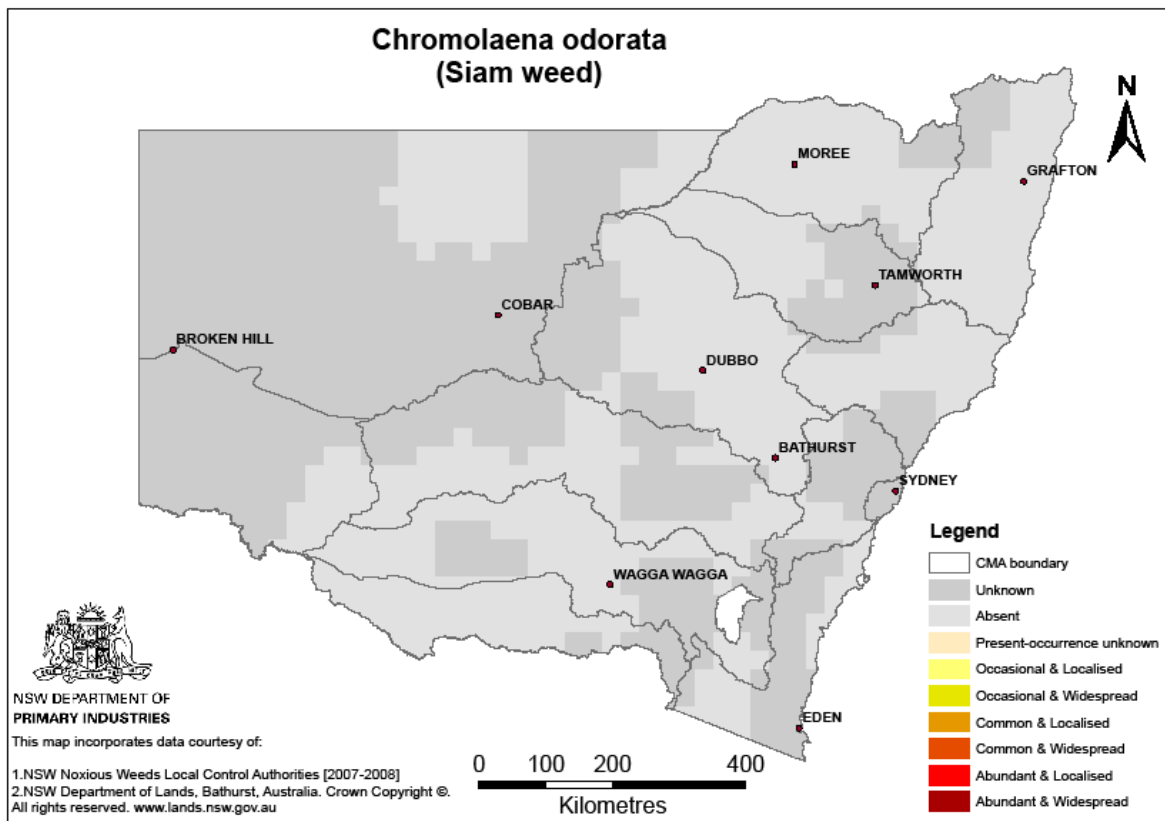 Chromolaena odorata
(Siam weed)
N
MOREE
GRAFTON
TAMWORTH
COBAR
BROKEN HILL
DUBBO
BATHURST
SYDNEY
WAGGA WAGGA
EDEN
Legend
CMA boundary
Unknown
Absent
Present-occurrence unknown
Occasional & Localised
Occasional & Widespread
Common & Localised
Common & Widespread
Abundant & Localised
Abundant & Widespread
NSW DEPARTMENT OF
PRIMARY INDUSTRIES
This map incorporates data courtesy of:
1.NSW Noxious Weeds Local Control Authorities [2007-2008]
2.NSW Department of Lands, Bathurst, Australia. Crown Copyright ©.
All rights reserved. www.lands.nsw.gov.au
0 100 200 400
Kilometres